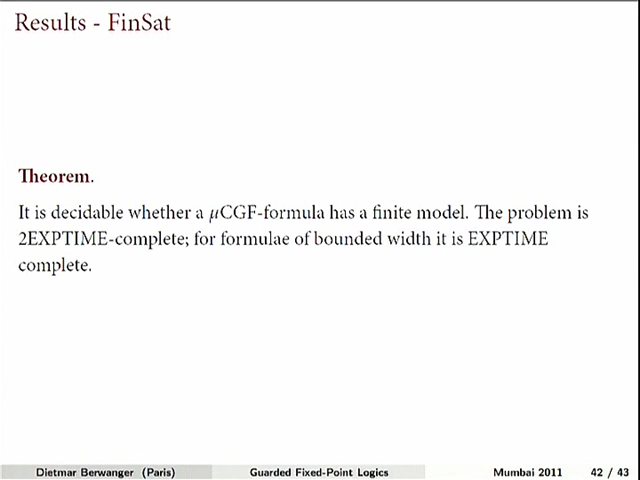 Results - FinSat
Theorem.
It is decidable whether a μCGF-formula has a finite model. The problem is
2EXPTIME-complete; for formulae of bounded width it is EXPTIME
complete.
Dietmar Berwanger (Paris) Guarded Fixed-Point Logics Mumbai 2011 42 / 43